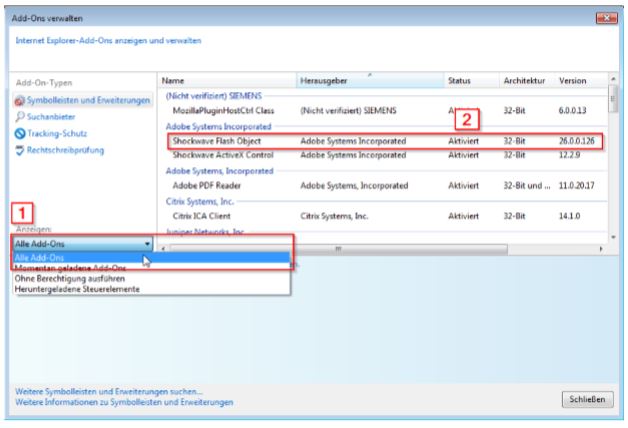 Add-Ons verwalten
Internet Explorer-Add-Ons anzeigen und verwalten
Add-On-Typen
Symbolleisten und Erweiterungen
Suchanbieter
Tracking-Schutz
Rechtschreibprüfung
Name Herausgeber Status Architektur Version
(Nicht verifiziert) SIEMENS
MozillaPluginHostCtrl Class (Nicht verifiziert) SIEMENS 32-Bit 6.0.0.13
2
Adobe Systems Incorporated
Shockwave Flash Object Adobe Systems Incorporated Aktiviert 32-Bit 26.0.0.126
Shockwave ActiveX Control Adobe Systems Incorporated Aktiviert 32-Bit 12.2.9
Adobe Systems, Incorporated
Adobe PDF Reader Adobe Systems, Incorporated Aktiviert 32-Bit und ... 11.0.20.17
Citrix Systems, Inc.
Citrix ICA Client Citrix Systems, Inc. Aktiviert 32-Bit 14.1.0
Juniper Networks, Inc.
1
Anzeigen:
Alle Add-Ons
Alle Add-Ons
Momentan geladene Add-Ons
Ohne Berechtigung ausführen
Heruntergeladene Steuerelemente
Weitere Symbolleisten und Erweiterungen suchen...
Weitere Informationen zu Symbolleisten und Erweiterungen
Schließen